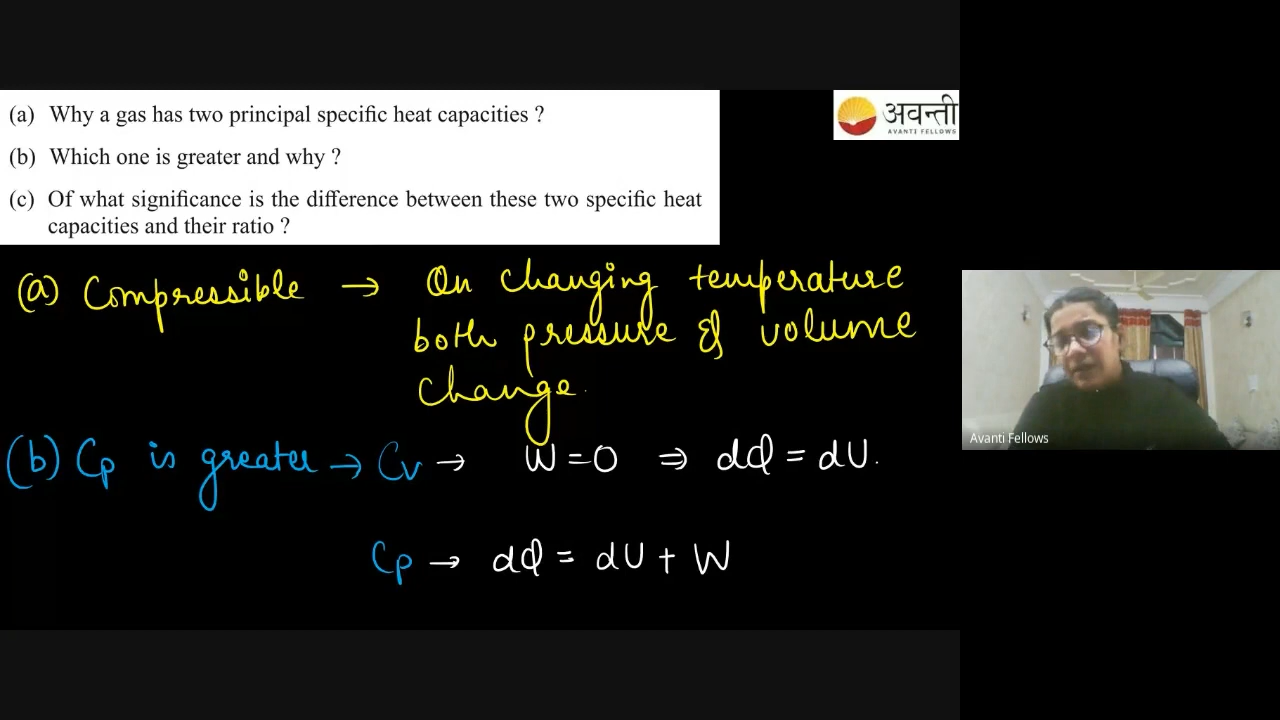 (a) Why a gas has two principal specific heat capacities ?
(b) Which one is greater and why ?
(c) Of what significance is the difference between these two specific heat
capacities and their ratio ?
अवन्ती
AVANTI FELLOWS
(a) Compressible → On changing temperature
both pressure & volume
change.
(b) Cp is greater → Cv → W = 0 ⇒ dQ = dU.
Cp → dQ = dU + W
Avanti Fellows